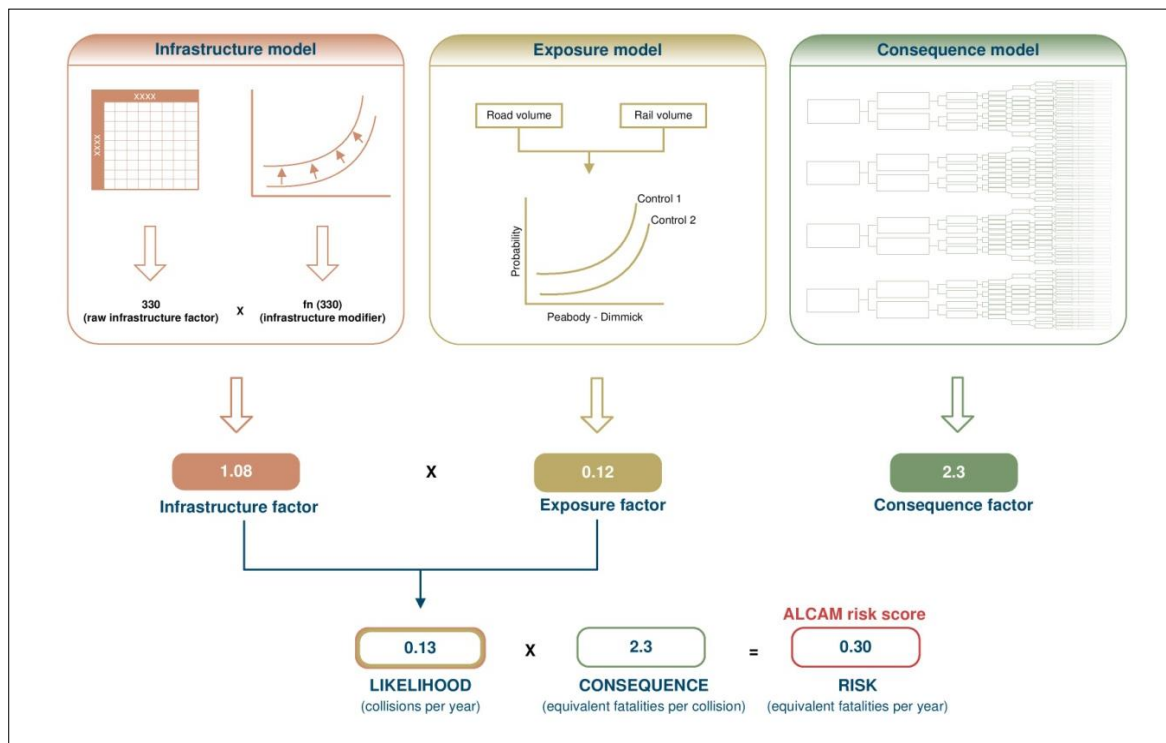 Infrastructure model
Exposure model
Consequence model
XXXX
XXXX
Road volume
Rail volume
Control 1
Control 2
Probability
Peabody - Dimmick
330
(raw infrastructure factor)
X
fn (330)
(infrastructure modifier)
1.08
X
0.12
2.3
Infrastructure factor
Exposure factor
Consequence factor
ALCAM risk score
0.13
X
2.3
=
0.30
LIKELIHOOD
(collisions per year)
CONSEQUENCE
(equivalent fatalities per collision)
RISK
(equivalent fatalities per year)